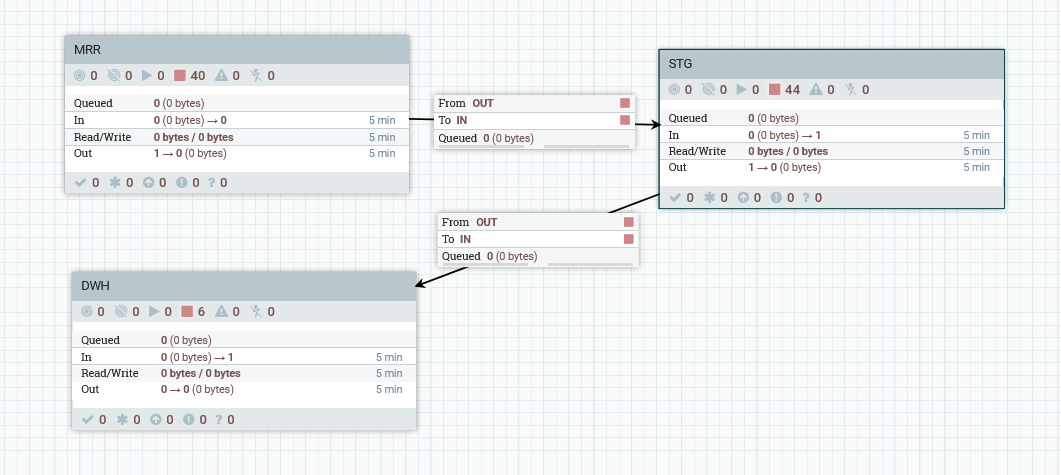 MRR
0 0 0 40 0 0
Queued 0 (0 bytes)
In 0 (0 bytes) → 0 5 min
Read/Write 0 bytes / 0 bytes 5 min
Out 1 → 0 (0 bytes) 5 min
0 0 0 0 ? 0
From OUT
To IN
Queued 0 (0 bytes)
STG
0 0 0 44 0 0
Queued 0 (0 bytes)
In 0 (0 bytes) → 1 5 min
Read/Write 0 bytes / 0 bytes 5 min
Out 1 → 0 (0 bytes) 5 min
0 0 0 0 ? 0
From OUT
To IN
Queued 0 (0 bytes)
DWH
0 0 0 6 0 0
Queued 0 (0 bytes)
In 0 (0 bytes) → 1 5 min
Read/Write 0 bytes / 0 bytes 5 min
Out 0 → 0 (0 bytes) 5 min
0 0 0 0 ? 0